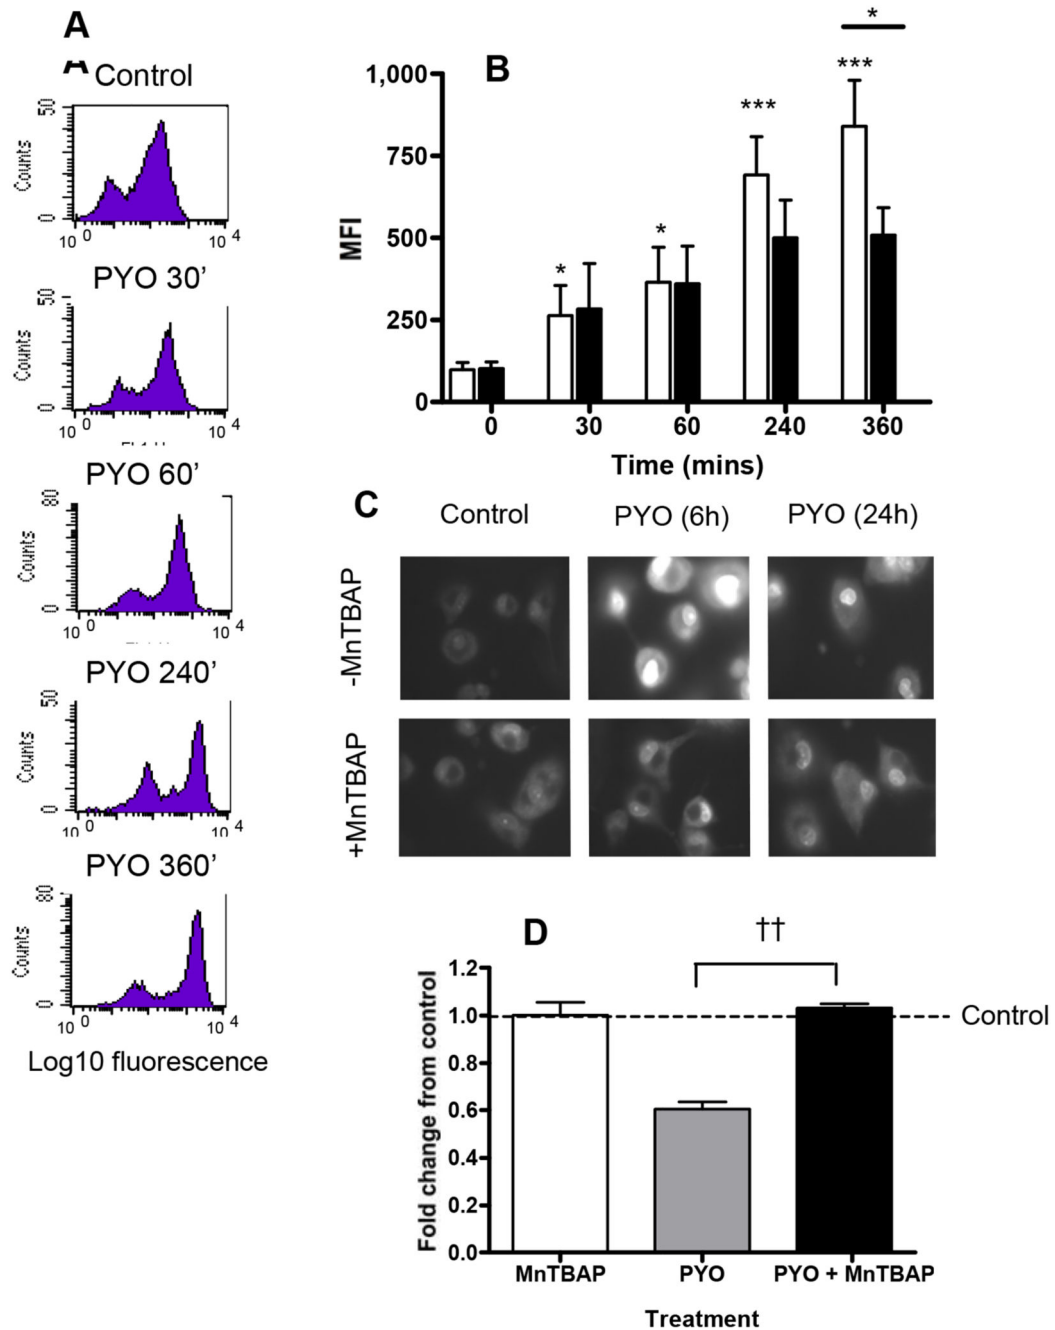 A
Control
50
Counts
0
10 0
10 4
PYO 30’
50
Counts
0
10 0
10 4
PYO 60’
80
Counts
0
10 0
10 4
PYO 240’
50
Counts
0
10 0
10 4
PYO 360’
80
Counts
0
10 0
10 4
Log10 fluorescence
B
*
***
***
*
*
1,000
750
500
250
0
MFI
0 30 60 240 360
Time (mins)
C
Control PYO (6h) PYO (24h)
-MnTBAP
+MnTBAP
D
††
1.2
1.0
0.8
0.6
0.4
0.2
0.0
Control
Fold change from control
MnTBAP PYO PYO + MnTBAP
Treatment